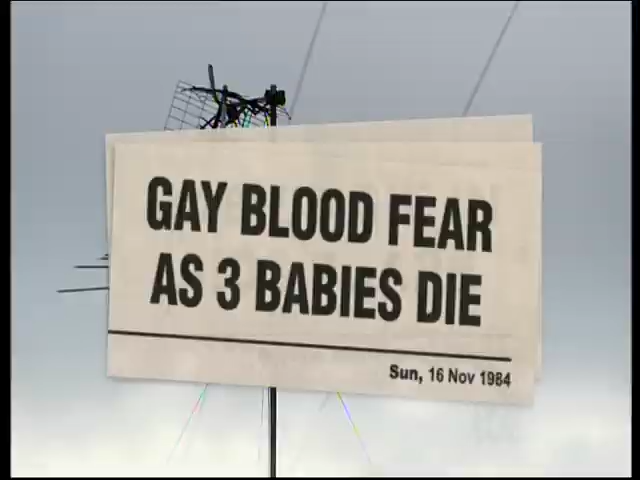 GAY BLOOD FEAR
AS 3 BABIES DIE
Sun, 16 Nov 1984